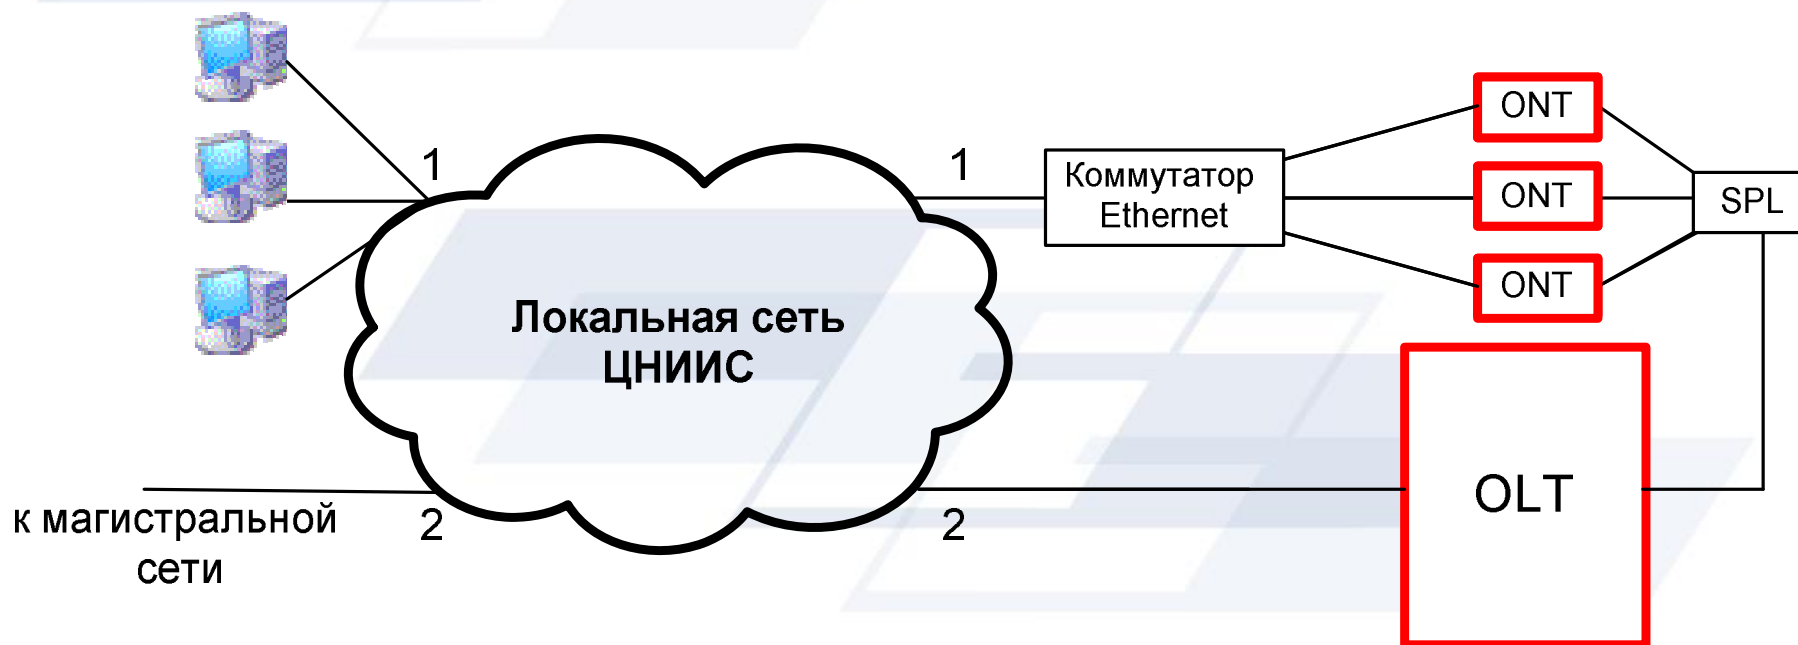 ONT
1
1
Коммутатор
Ethernet
ONT
SPL
ONT
Локальная сеть
ЦНИИС
OLT
к магистральной
сети
2
2